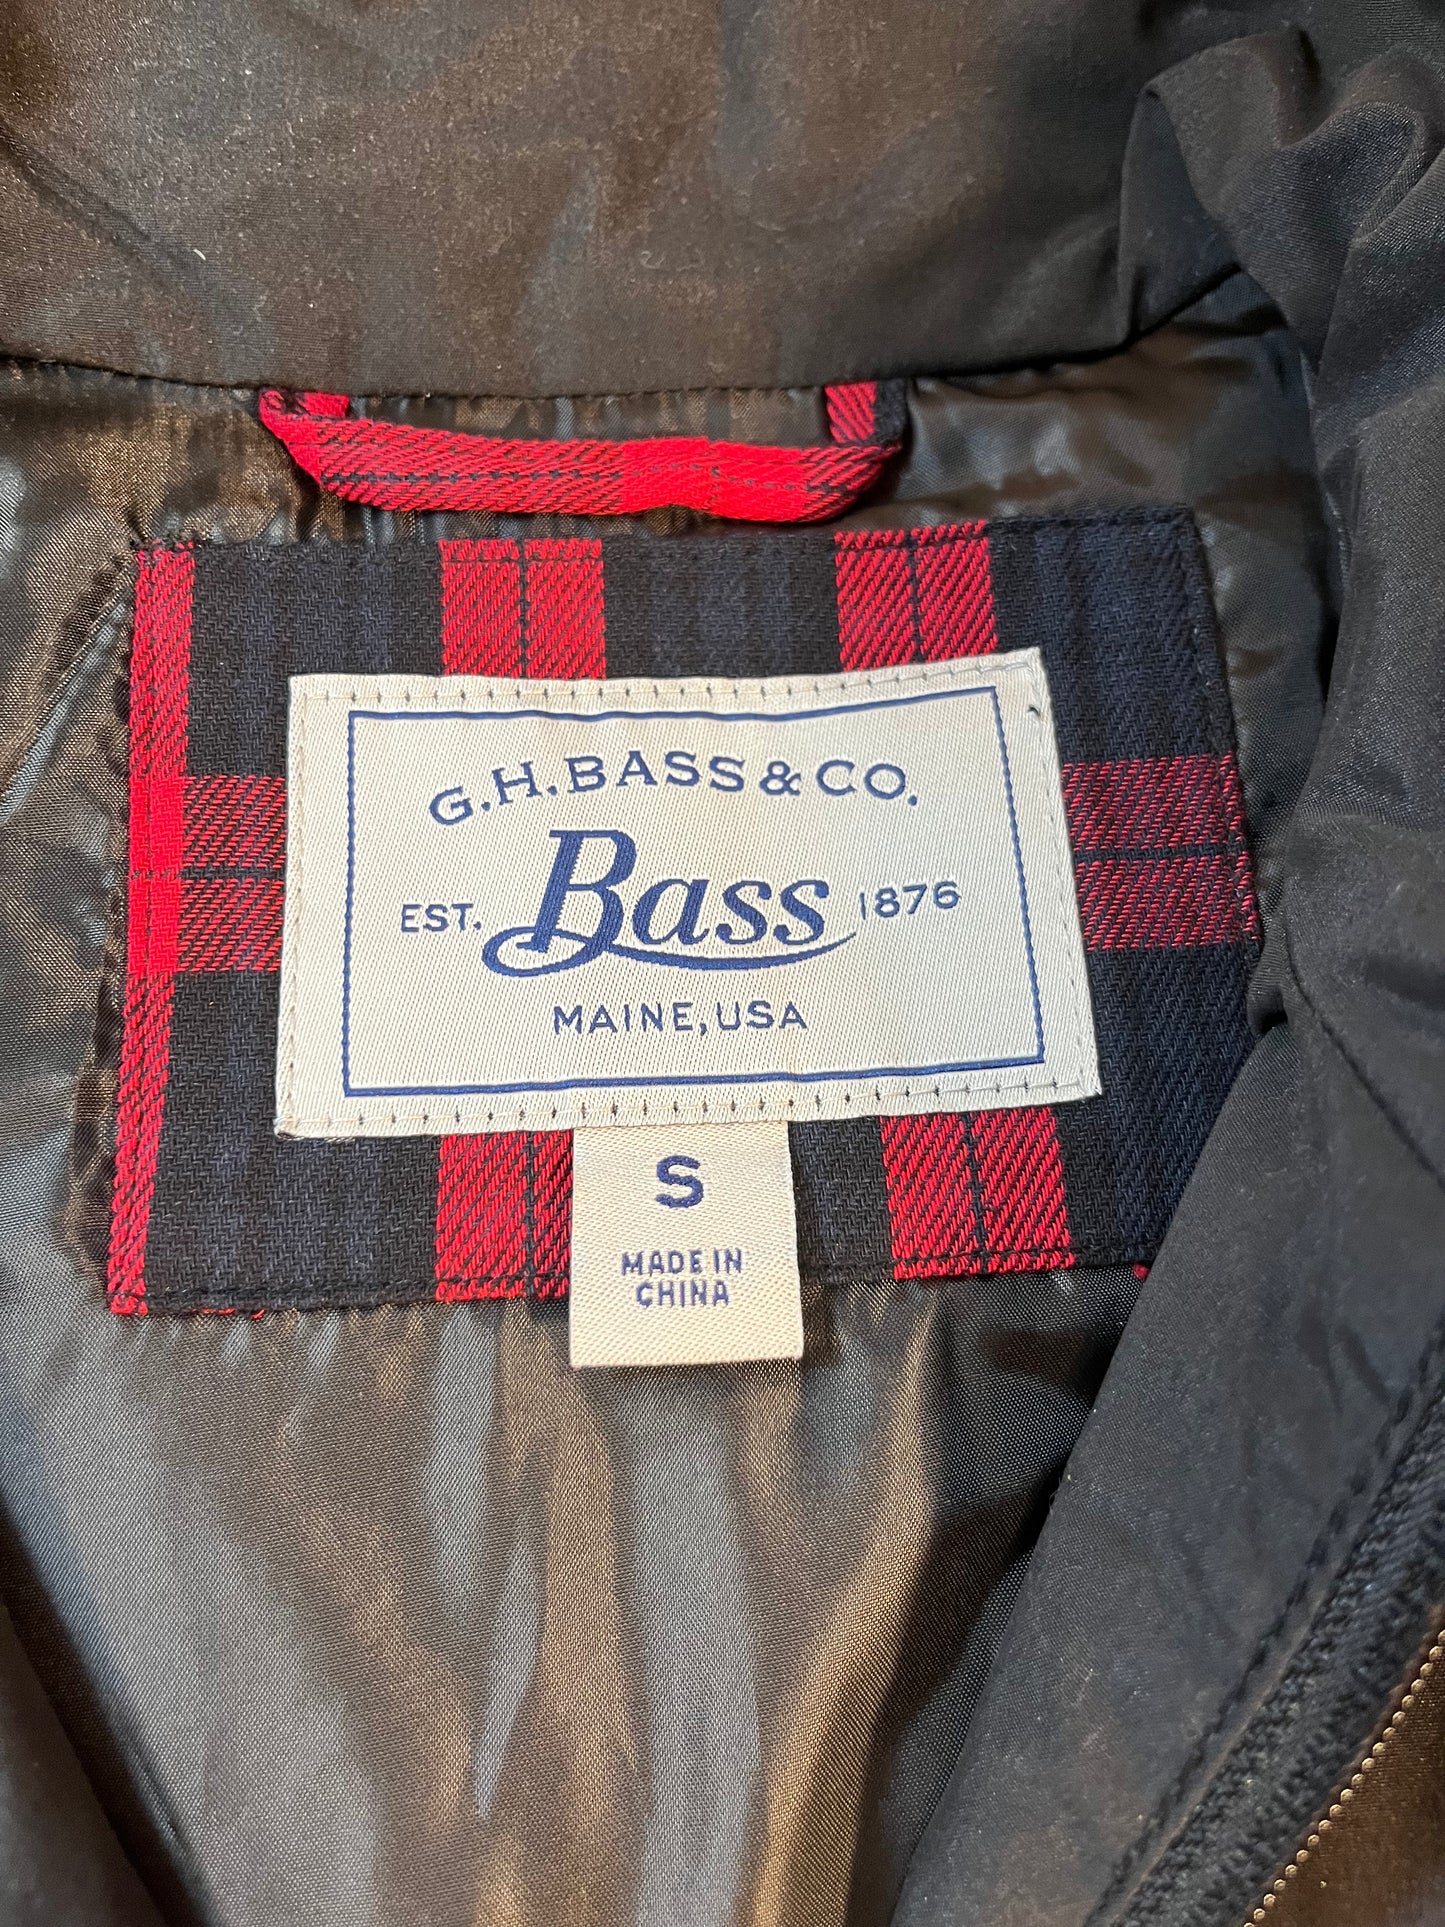 G.H.BASS & CO.
EST. Bass 1876
MAINE, USA
S
MADE IN
CHINA